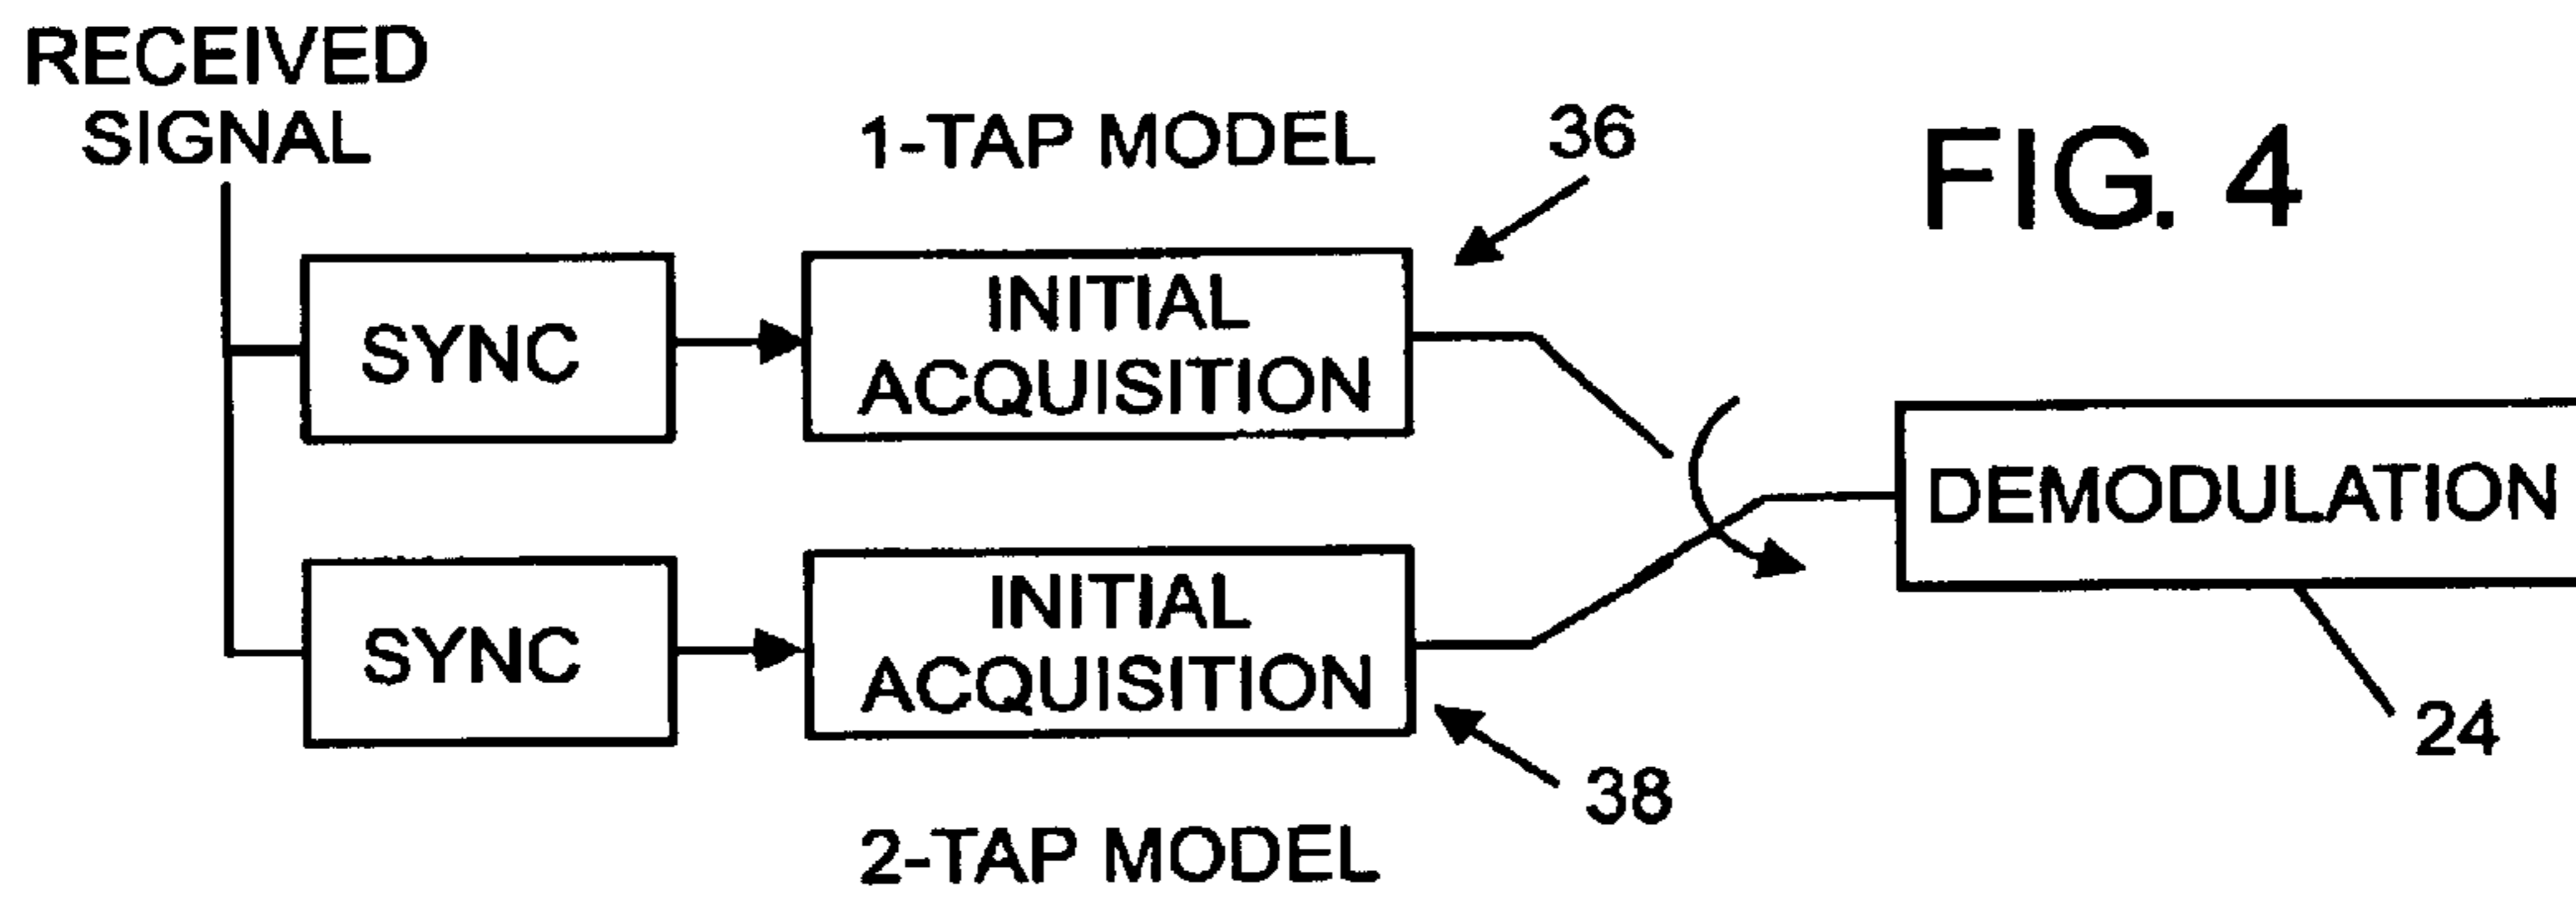 RECEIVED
SIGNAL
1-TAP MODEL
36
FIG. 4
SYNC
INITIAL
ACQUISITION
DEMODULATION
SYNC
INITIAL
ACQUISITION
24
38
2-TAP MODEL